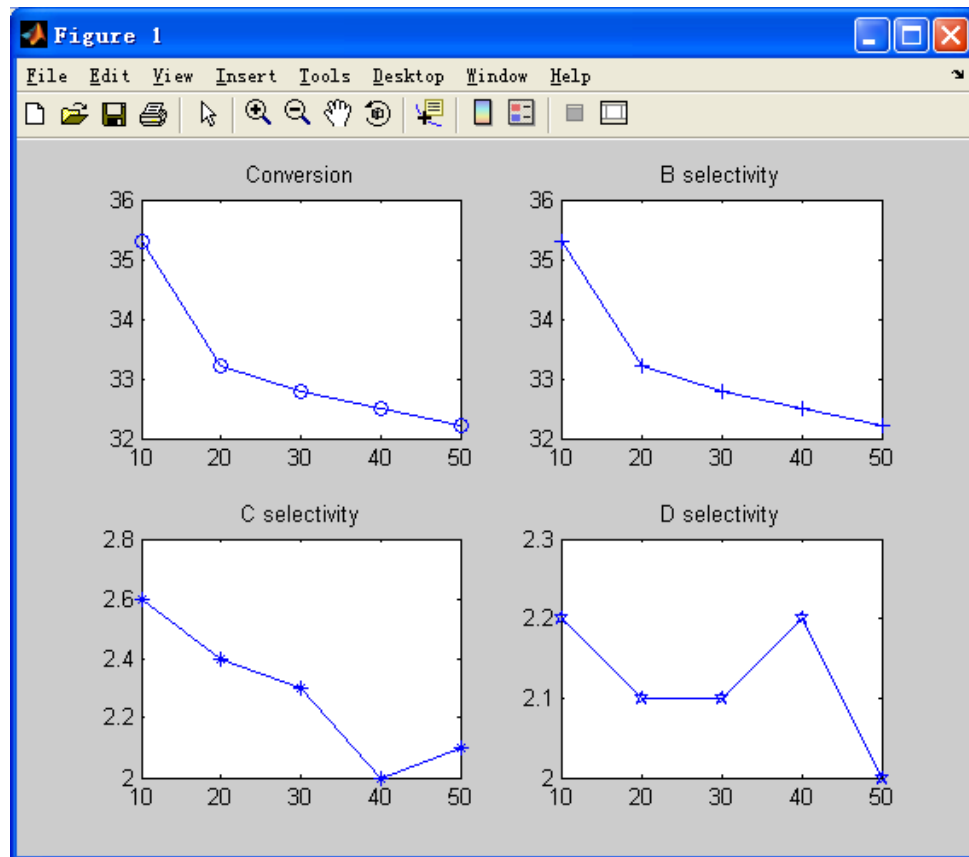 Figure 1
File Edit View Insert Tools Desktop Window Help
Conversion
36
35
34
33
32
10 20 30 40 50
B selectivity
36
35
34
33
32
10 20 30 40 50
C selectivity
2.8
2.6
2.4
2.2
2
10 20 30 40 50
D selectivity
2.3
2.2
2.1
2
10 20 30 40 50